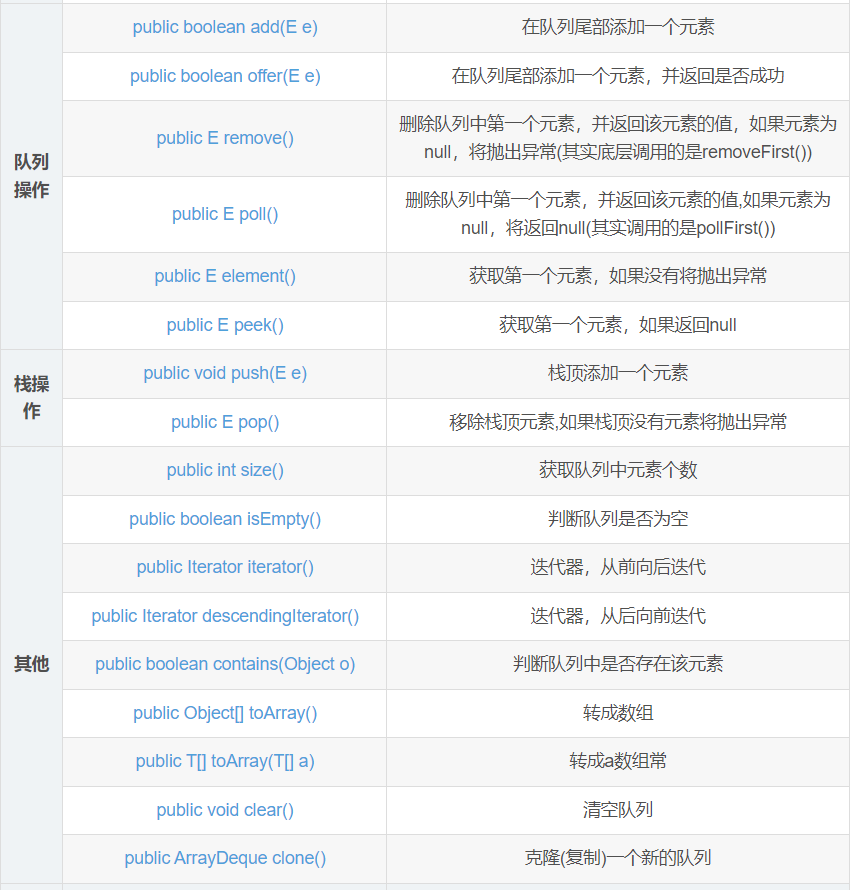 队列
操作
public boolean add(E e)
在队列尾部添加一个元素
public boolean offer(E e)
在队列尾部添加一个元素，并返回是否成功
public E remove()
删除队列中第一个元素，并返回该元素的值，如果元素为
null，将抛出异常(其实底层调用的是removeFirst())
public E poll()
删除队列中第一个元素，并返回该元素的值,如果元素为
null，将返回null(其实调用的是pollFirst())
public E element()
获取第一个元素，如果没有将抛出异常
public E peek()
获取第一个元素，如果返回null
栈操
作
public void push(E e)
栈顶添加一个元素
public E pop()
移除栈顶元素,如果栈顶没有元素将抛出异常
其他
public int size()
获取队列中元素个数
public boolean isEmpty()
判断队列是否为空
public Iterator iterator()
迭代器，从前向后迭代
public Iterator descendingIterator()
迭代器，从后向前迭代
public boolean contains(Object o)
判断队列中是否存在该元素
public Object[] toArray()
转成数组
public T[] toArray(T[] a)
转成a数组常
public void clear()
清空队列
public ArrayDeque clone()
克隆(复制)一个新的队列